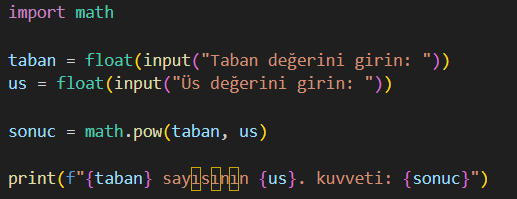 import math
taban = float(input("Taban değerini girin: "))
us = float(input("Üs değerini girin: "))
sonuc = math.pow(taban, us)
print(f"{taban} sayısının {us}. kuvveti: {sonuc}")